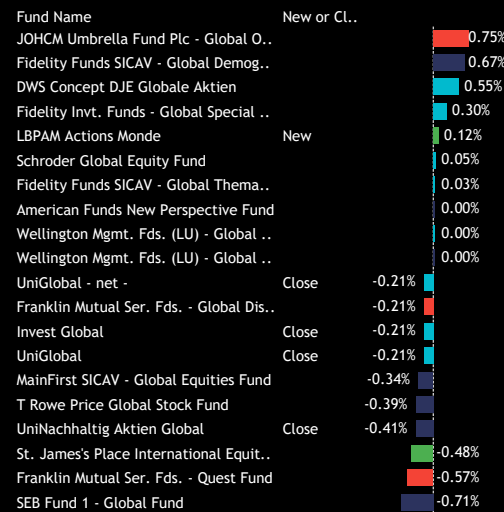 Fund Name New or Cl..
JOHCM Umbrella Fund Plc - Global O.. 0.75%
Fidelity Funds SICAV - Global Demog.. 0.67%
DWS Concept DJE Globale Aktien 0.55%
Fidelity Invt. Funds - Global Special .. 0.30%
LBPAM Actions Monde New 0.12%
Schroder Global Equity Fund 0.05%
Fidelity Funds SICAV - Global Thema.. 0.03%
American Funds New Perspective Fund 0.00%
Wellington Mgmt. Fds. (LU) - Global .. 0.00%
Wellington Mgmt. Fds. (LU) - Global .. 0.00%
UniGlobal - net - Close -0.21%
Franklin Mutual Ser. Fds. - Global Dis.. -0.21%
Invest Global Close -0.21%
UniGlobal Close -0.21%
MainFirst SICAV - Global Equities Fund -0.34%
T Rowe Price Global Stock Fund -0.39%
UniNachhaltig Aktien Global Close -0.41%
St. James's Place International Equit.. -0.48%
Franklin Mutual Ser. Fds. - Quest Fund -0.57%
SEB Fund 1 - Global Fund -0.71%